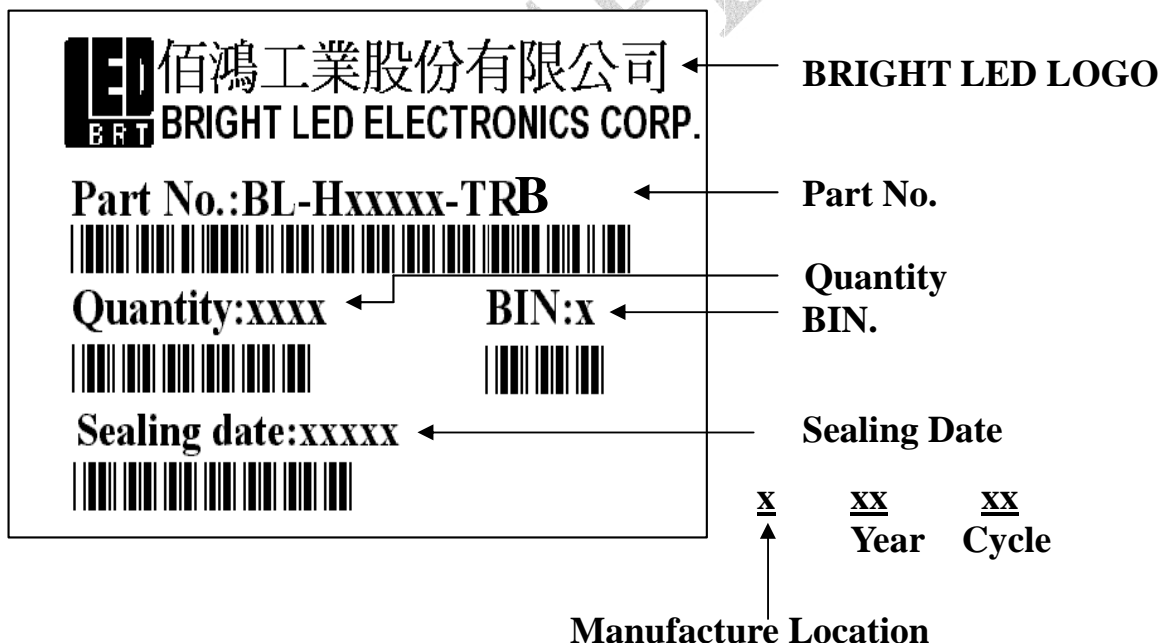 LED 佰鴻工業股份有限公司 BRIGHT LED LOGO
BRT BRIGHT LED ELECTRONICS CORP.
Part No.:BL-Hxxxxx-TRB Part No.
Quantity
Quantity:xxxx BIN:x BIN.
Sealing date:xxxxx Sealing Date
x xx xx
Year Cycle
Manufacture Location